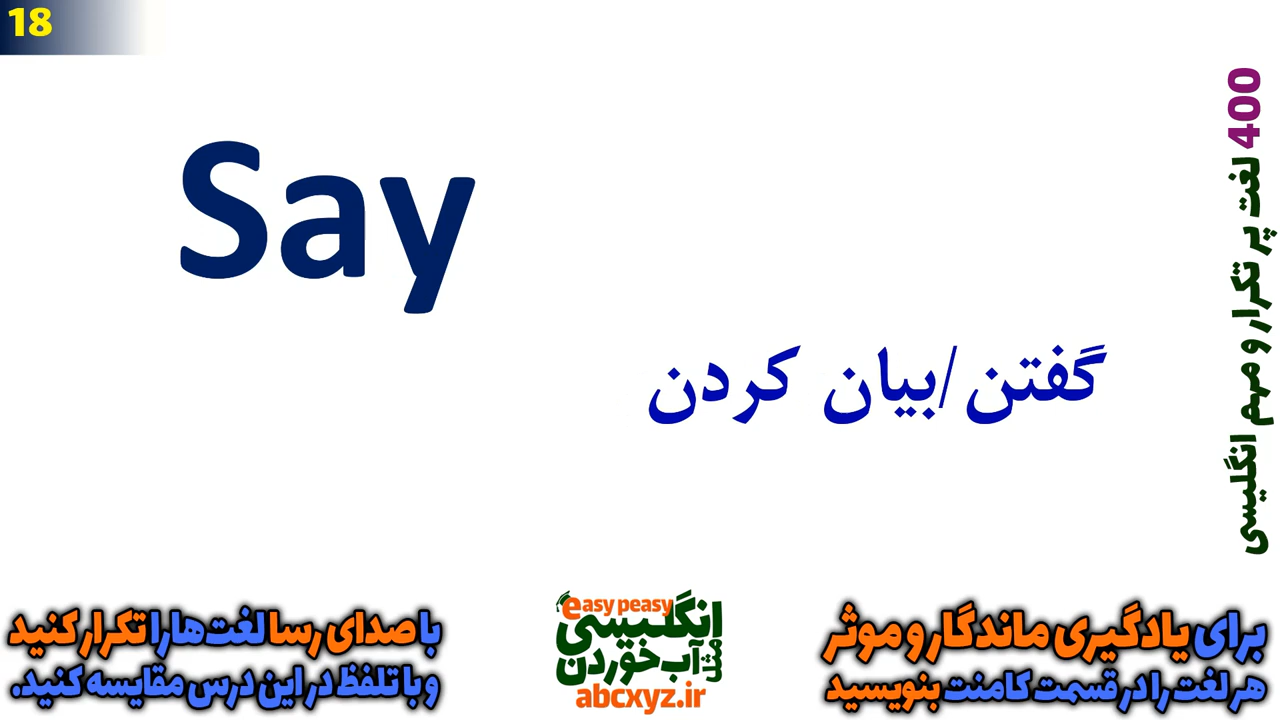 18
Say
گفتن/بیان کردن
400 لغت پر تکرار و مهم انگلیسی
برای یادگیری ماندگار و موثر
هر لغت را در قسمت کامنت بنویسید
easy peasy
انگلیسی
مثل آب خوردن
abcxyz.ir
با صدای رسا لغت‌ها را تکرار کنید
و با تلفظ در این درس مقایسه کنید.